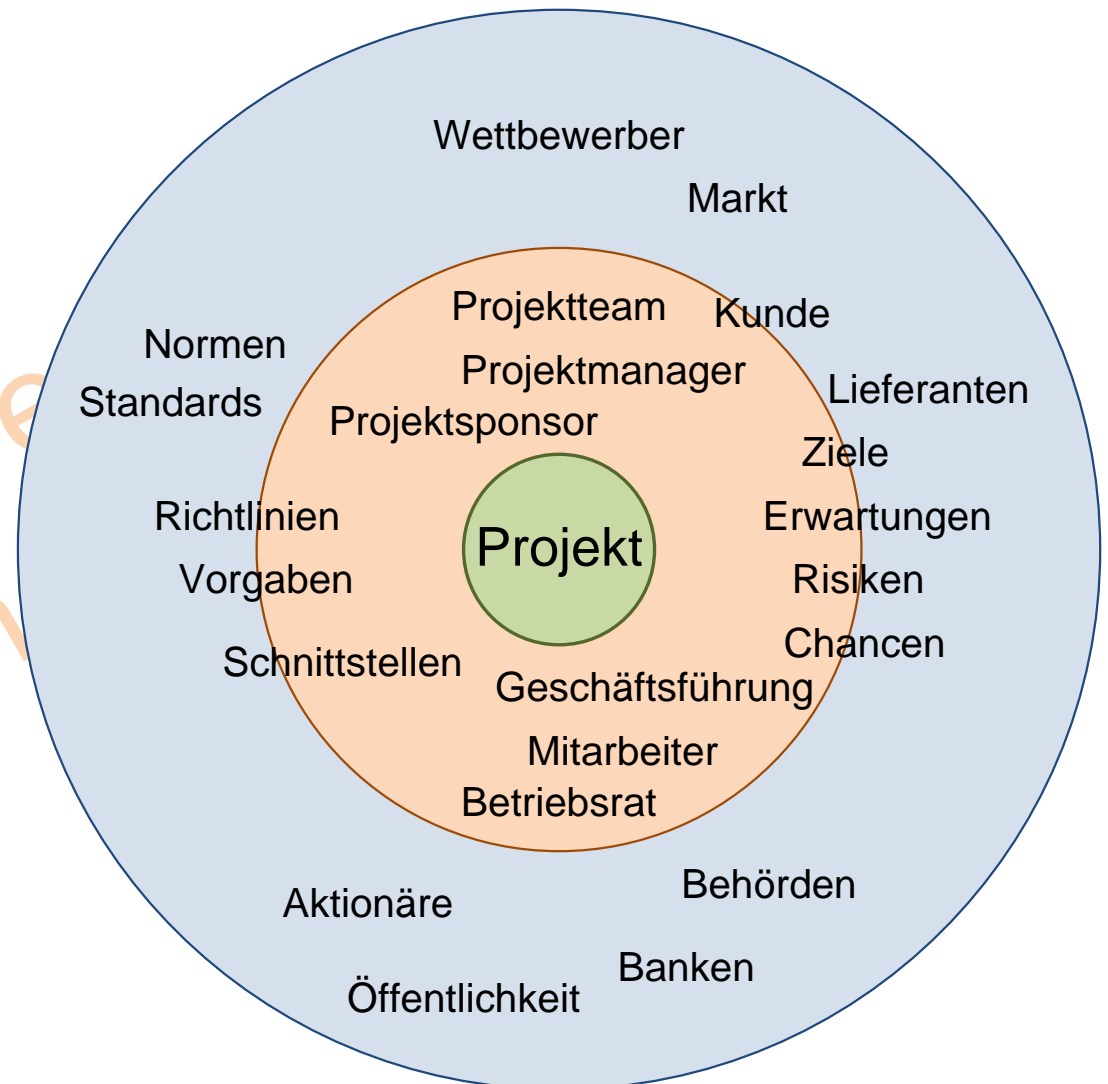 Wettbewerber
Markt
Projektteam
Kunde
Normen
Projektmanager
Lieferanten
Standards
Projektsponsor
Ziele
Richtlinien
Erwartungen
Projekt
Vorgaben
Risiken
Chancen
Schnittstellen
Geschäftsführung
Mitarbeiter
Betriebsrat
Behörden
Aktionäre
Banken
Öffentlichkeit